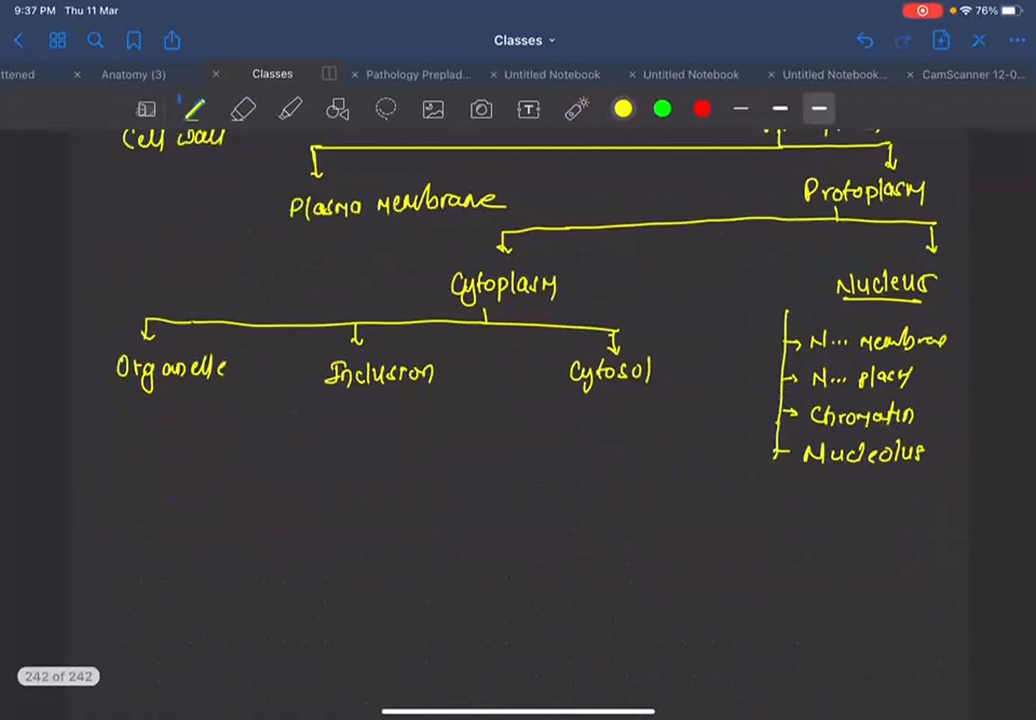 9:37 PM Thu 11 Mar
76%
Classes
ttened
Anatomy (3)
Classes
Pathology Preplad...
Untitled Notebook
Untitled Notebook
Untitled Notebook...
CamScanner 12-0...
Cell wall
Plasma membrane
Protoplasm
Cytoplasm
Nucleus
Organelle
Inclusion
Cytosol
N... membrane
N... plasm
Chromatin
Nucleolus
242 of 242